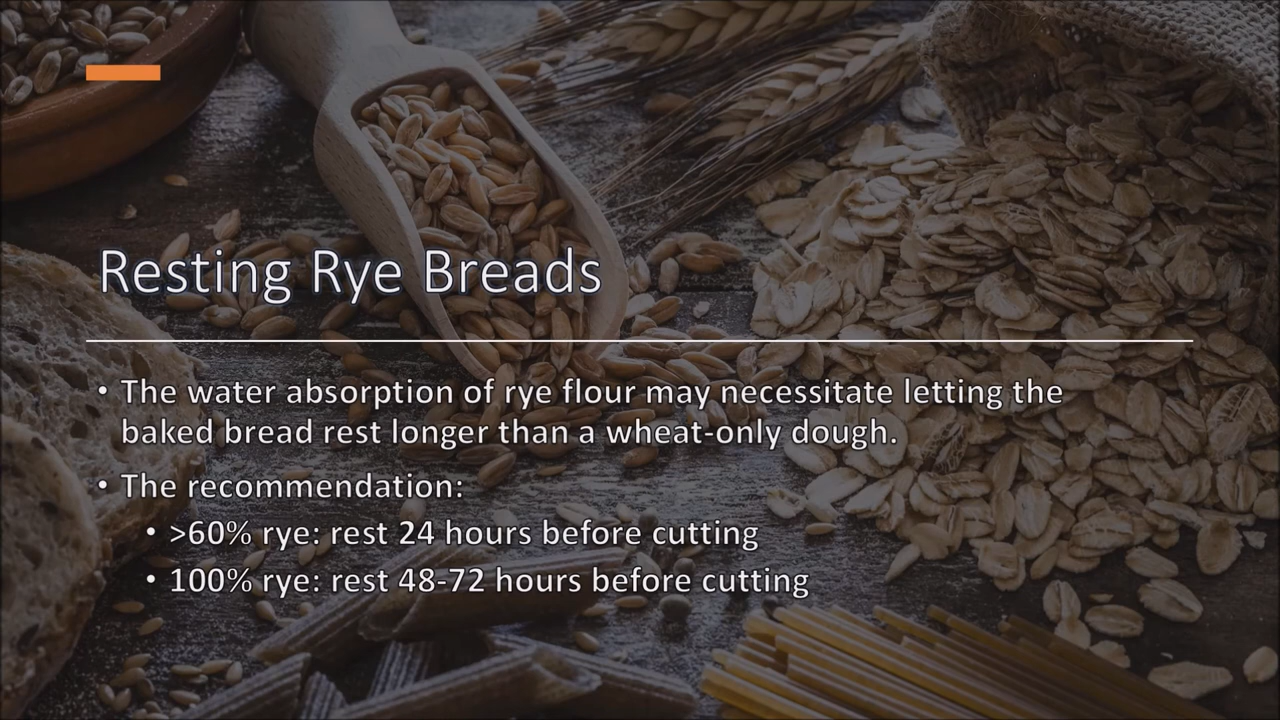 Resting Rye Breads
• The water absorption of rye flour may necessitate letting the
baked bread rest longer than a wheat-only dough.
• The recommendation:
• >60% rye: rest 24 hours before cutting
• 100% rye: rest 48-72 hours before cutting